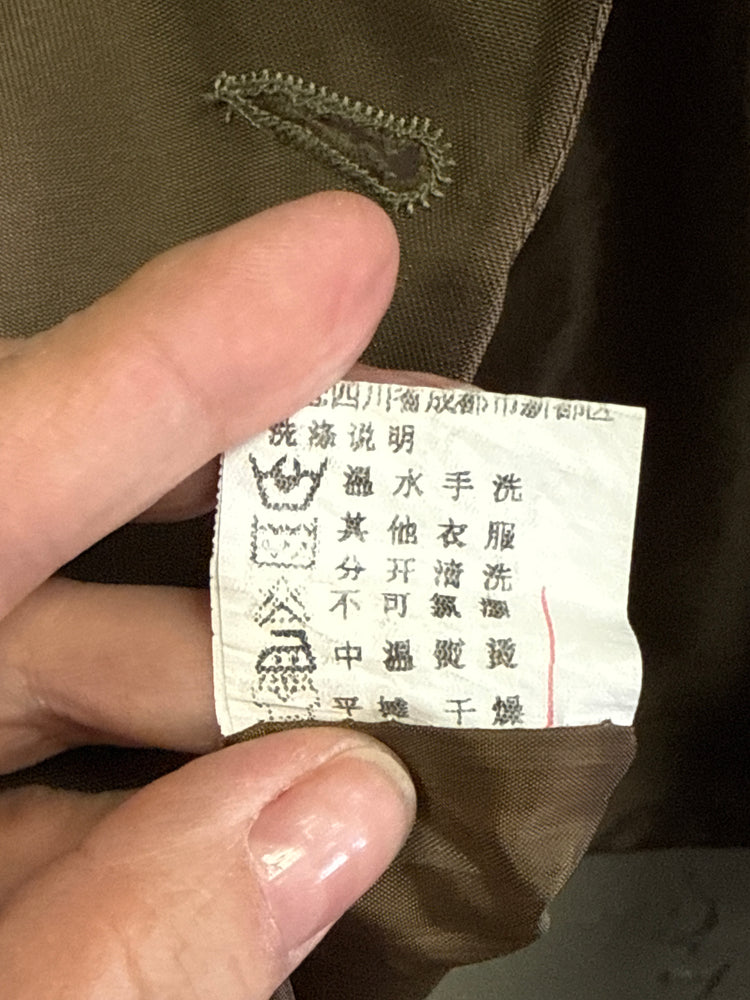 四川省成都市新都区
洗涤说明
温水手洗
其他衣服
分开清洗
不可氯漂
中温熨烫
平摊干燥